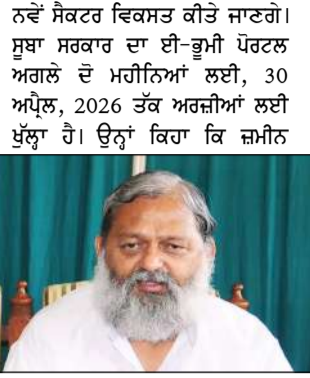 ਨਵੇਂ ਸੈਕਟਰ ਵਿਕਸਤ ਕੀਤੇ ਜਾਣਗੇ।
ਸੂਬਾ ਸਰਕਾਰ ਦਾ ਈ-ਭੂਮੀ ਪੋਰਟਲ
ਅਗਲੇ ਦੋ ਮਹੀਨਿਆਂ ਲਈ, 30
ਅਪ੍ਰੈਲ, 2026 ਤੱਕ ਅਰਜ਼ੀਆਂ ਲਈ
ਖੁੱਲ੍ਹਾ ਹੈ। ਉਨ੍ਹਾਂ ਕਿਹਾ ਕਿ ਜ਼ਮੀਨ